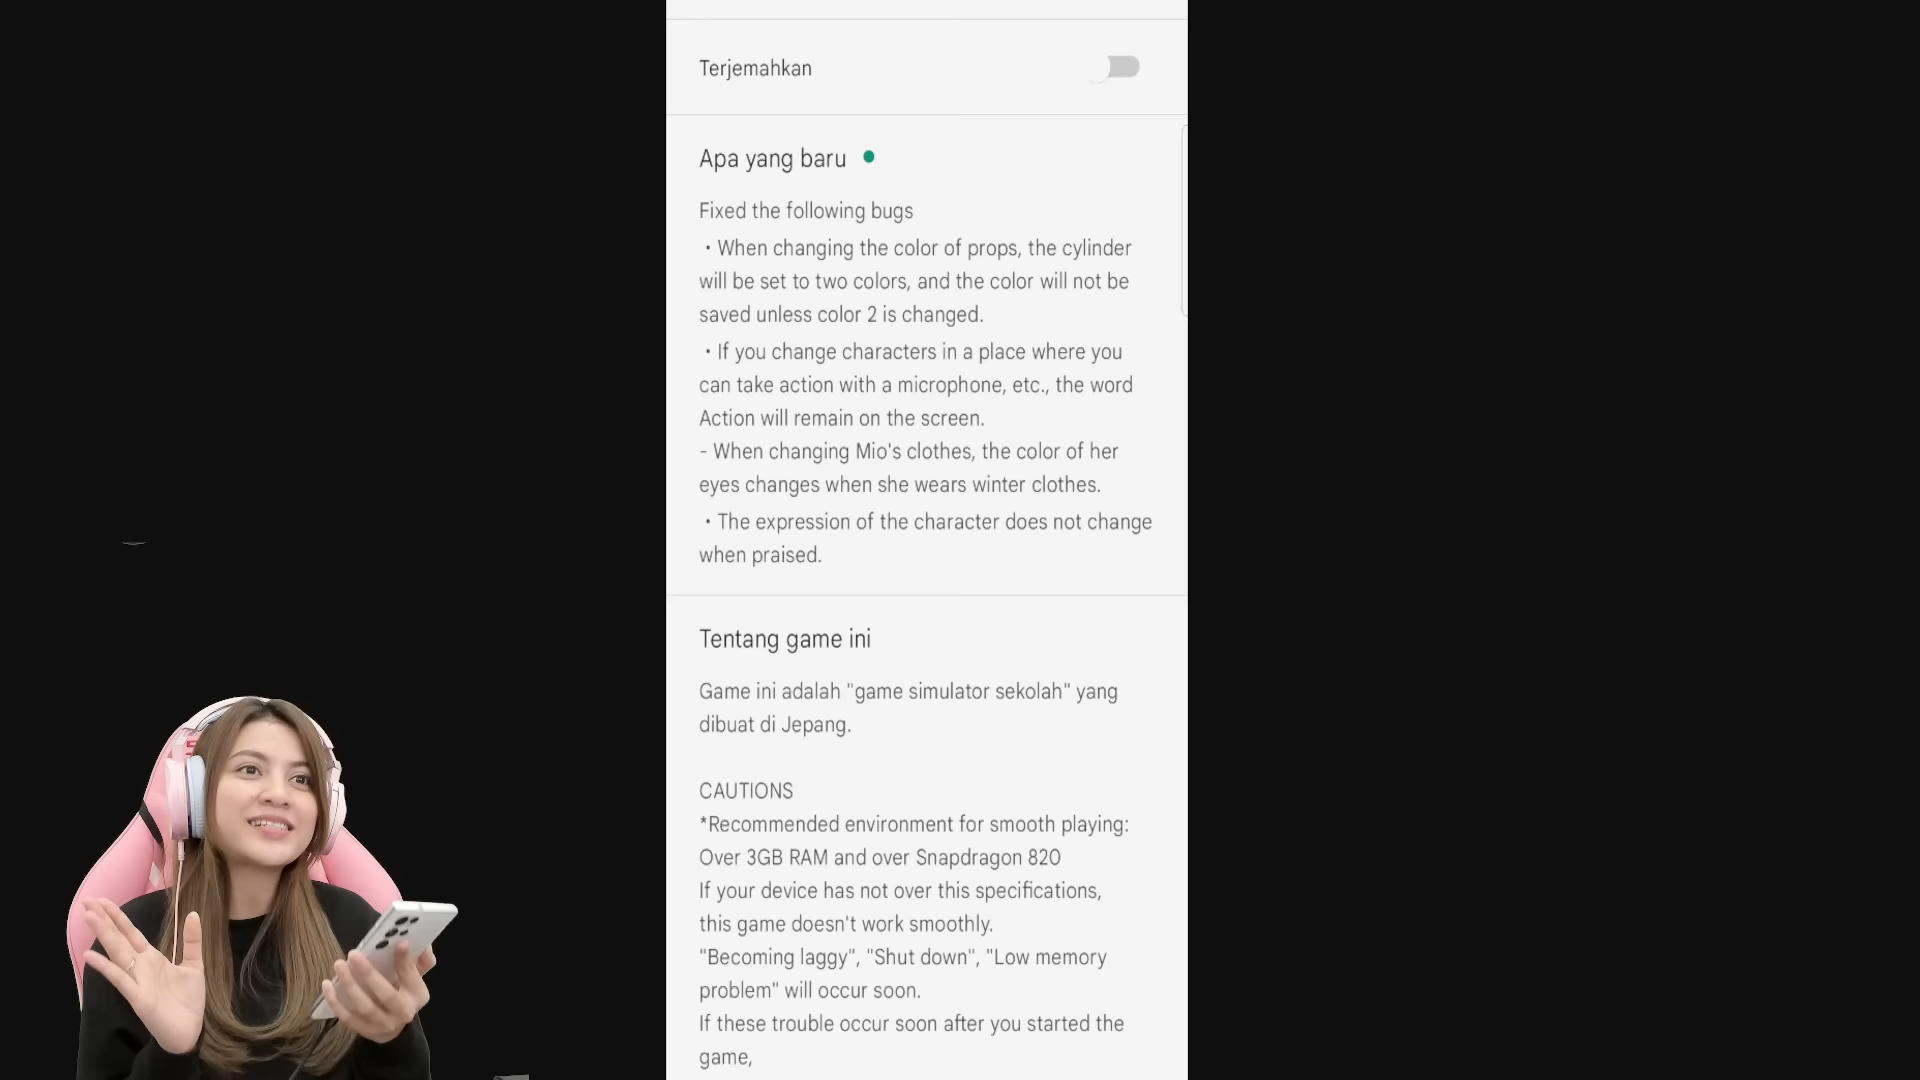 Terjemahkan
Apa yang baru
Fixed the following bugs
・When changing the color of props, the cylinder
will be set to two colors, and the color will not be
saved unless color 2 is changed.
・If you change characters in a place where you
can take action with a microphone, etc., the word
Action will remain on the screen.
- When changing Mio's clothes, the color of her
eyes changes when she wears winter clothes.
・The expression of the character does not change
when praised.
Tentang game ini
Game ini adalah "game simulator sekolah" yang
dibuat di Jepang.
CAUTIONS
*Recommended environment for smooth playing:
Over 3GB RAM and over Snapdragon 820
If your device has not over this specifications,
this game doesn't work smoothly.
"Becoming laggy", "Shut down", "Low memory
problem" will occur soon.
If these trouble occur soon after you started the
game,